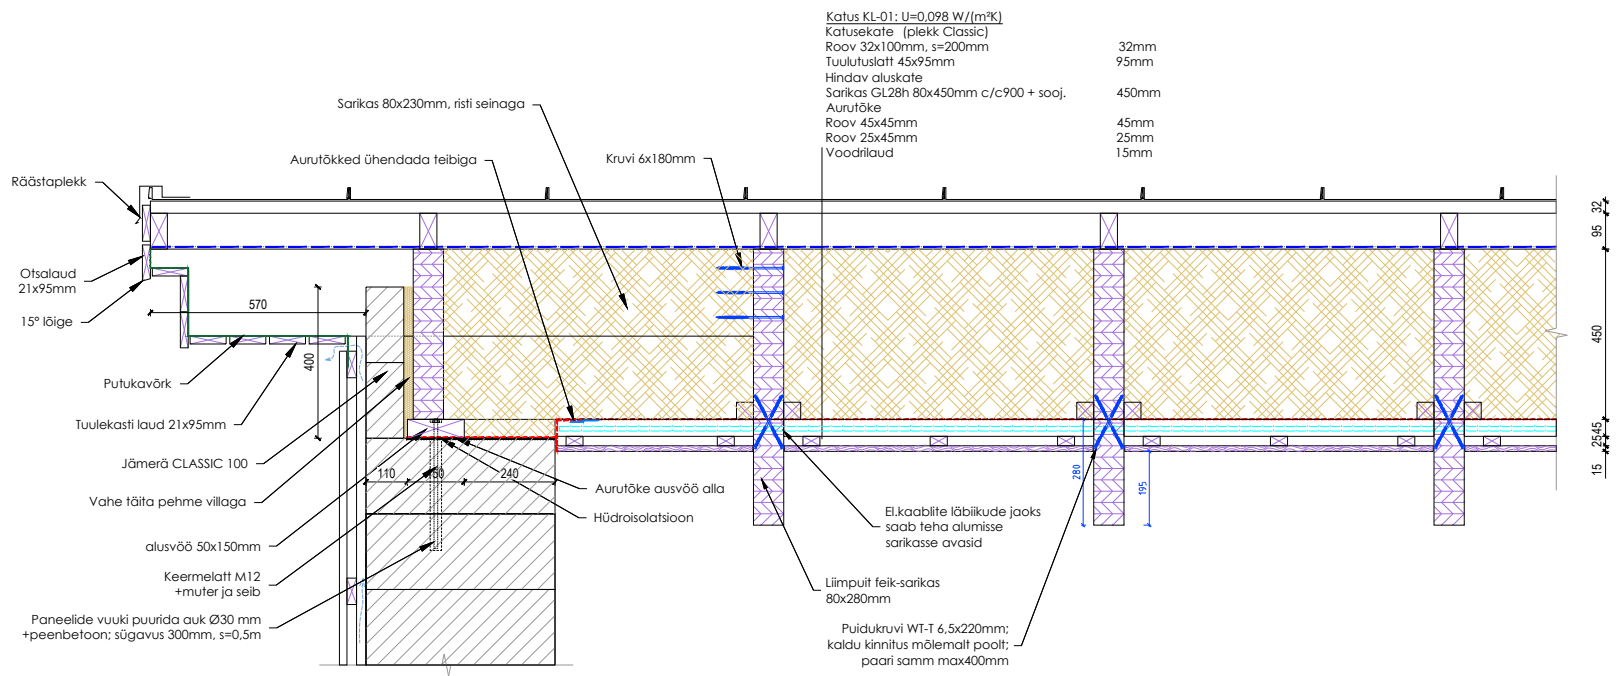 Katus KL-01: U=0,098 W/(m²K)
Katusekate (plekk Classic)
Roov 32x100mm, s=200mm 32mm
Tuulutuslatt 45x95mm 95mm
Hindav aluskate
Sarikas GL28h 80x450mm c/c900 + sooj. 450mm
Aurutõke
Roov 45x45mm 45mm
Roov 25x45mm 25mm
Voodrilaud 15mm
Sarikas 80x230mm, risti seinaga
Aurutõkked ühendada teibiga
Kruvi 6x180mm
Räästaplekk
Otsalaud
21x95mm
15° lõige
570
400
Putukavõrk
Tuulekasti laud 21x95mm
Jämerä CLASSIC 100
Vahe täita pehme villaga
alusvöö 50x150mm
Keermelatt M12
+muter ja seib
Paneelide vuuki puurida auk Ø30 mm
+peenbetoon; sügavus 300mm, s=0,5m
110
150
240
Aurutõke ausvöö alla
Hüdroisolatsioon
El.kaablite läbiikude jaoks
saab teha alumisse
sarikasse avasid
Liimpuit feik-sarikas
80x280mm
Puidukruvi WT-T 6,5x220mm;
kaldu kinnitus mõlemalt poolt;
paari samm max400mm
280
195
32
95
450
45
25
15